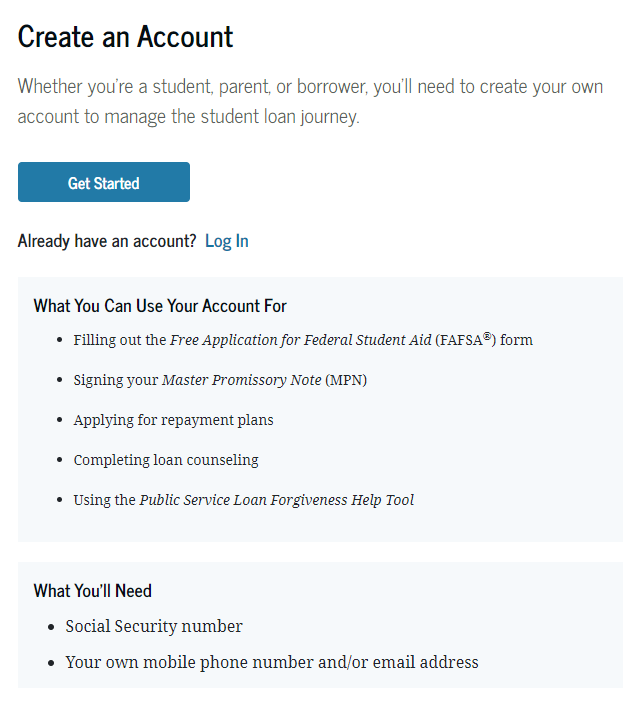 Create an Account
Whether you're a student, parent, or borrower, you'll need to create your own
account to manage the student loan journey.
Get Started
Already have an account? Log In
What You Can Use Your Account For
• Filling out the Free Application for Federal Student Aid (FAFSA®) form
• Signing your Master Promissory Note (MPN)
• Applying for repayment plans
• Completing loan counseling
• Using the Public Service Loan Forgiveness Help Tool
What You'll Need
• Social Security number
• Your own mobile phone number and/or email address